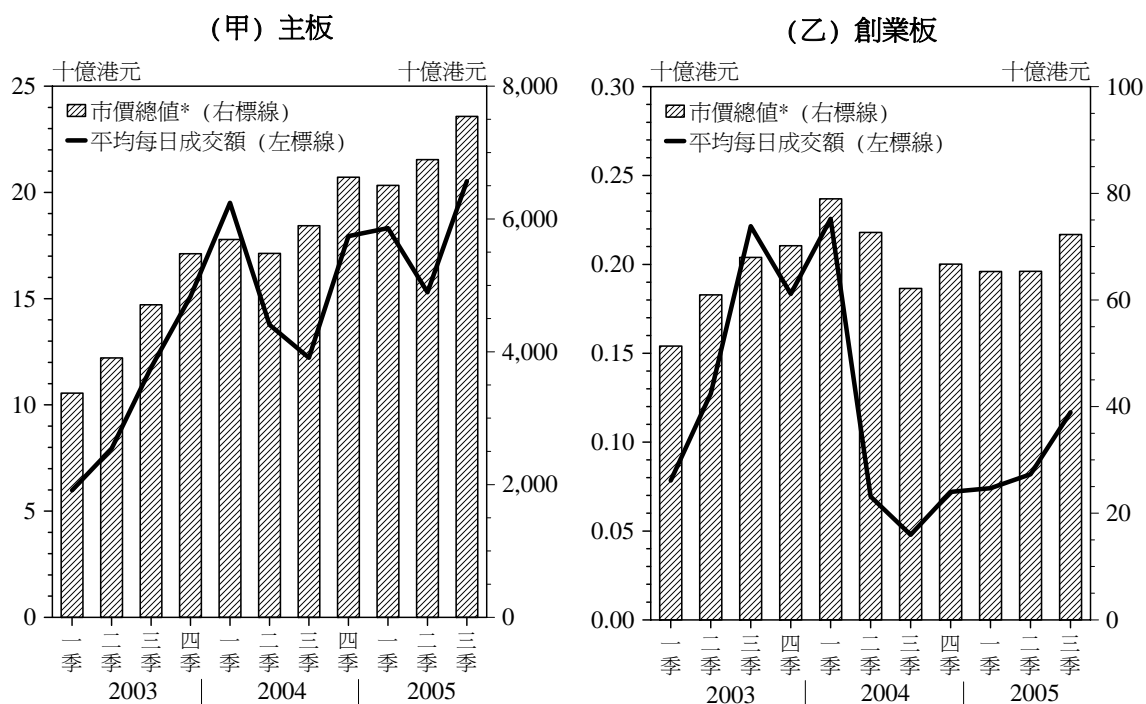 (甲) 主板
十億港元
十億港元
市價總值* (右標線)
平均每日成交額 (左標線)
25
20
15
10
5
0
8,000
6,000
4,000
2,000
0
一季
二季
三季
四季
一季
二季
三季
四季
一季
二季
三季
2003
2004
2005
(乙) 創業板
十億港元
十億港元
市價總值* (右標線)
平均每日成交額 (左標線)
0.30
0.25
0.20
0.15
0.10
0.05
0.00
100
80
60
40
20
0
一季
二季
三季
四季
一季
二季
三季
四季
一季
二季
三季
2003
2004
2005